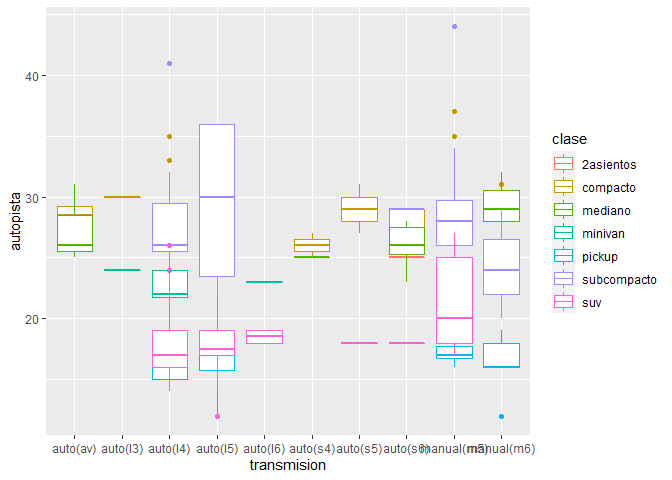 40
30
20
autopista
auto(av) auto(l3) auto(l4) auto(l5) auto(l6) auto(s4) auto(s5) auto(s6) manual(m5) manual(m6)
transmision
clase
2asientos
compacto
mediano
minivan
pickup
subcompacto
suv